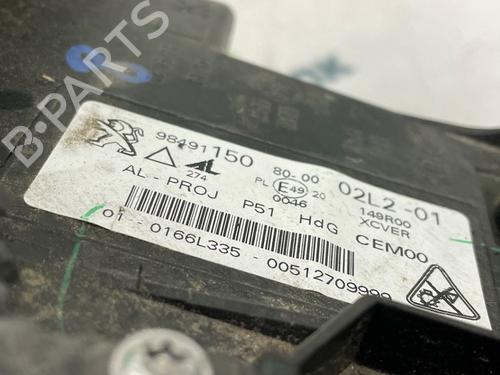 98491150 80-00 02L2-01
AL 274 PL E49 20 149R00
0046 XCVER
AL-PROJ P51 HdG CEM00
01-0166L335-00512709999
B-PARTS